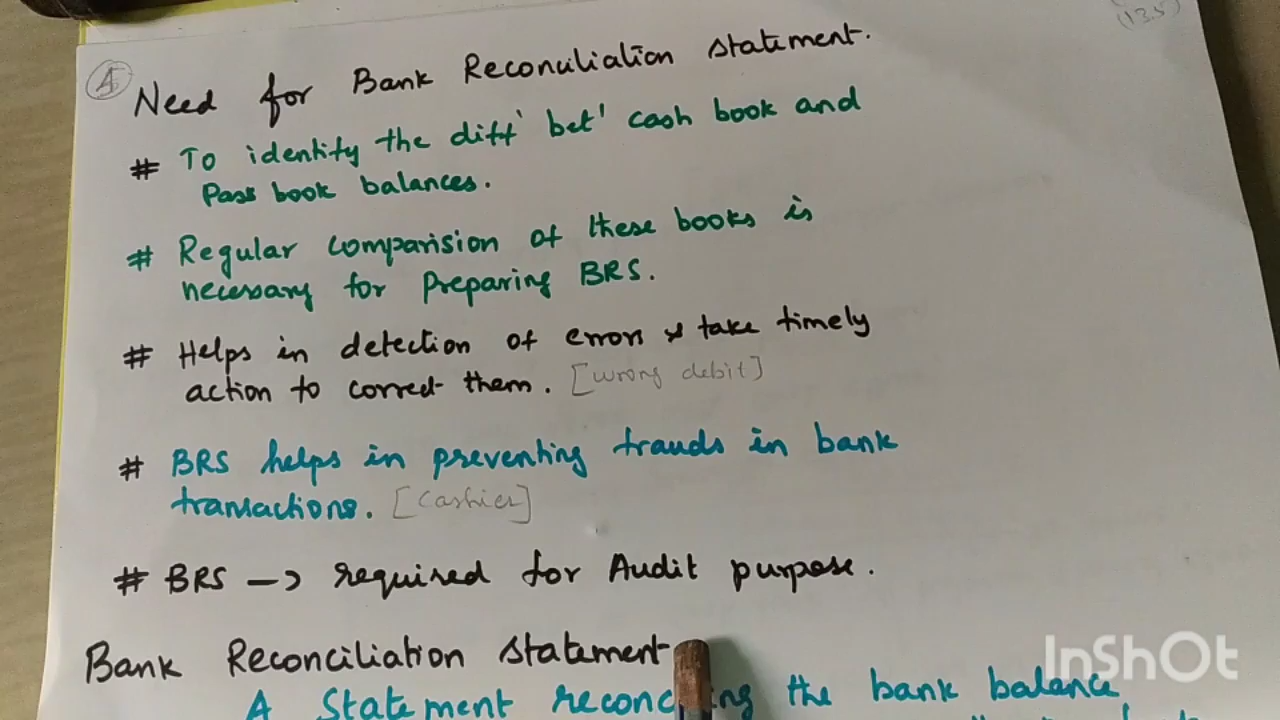 (13.5)
4
Need for Bank Reconuliation statement.
# To identify the diff' bet' cash book and
Pass book balances.
# Regular comparision of these books is
necessary for preparing BRS.
# Helps in detection of errors & take timely
action to correct them. [wrong debit]
# BRS helps in preventing frauds in bank
transactions. [cashier]
# BRS → required for Audit purpose.
Bank Reconciliation statement
A statement the bank balance
InShOt